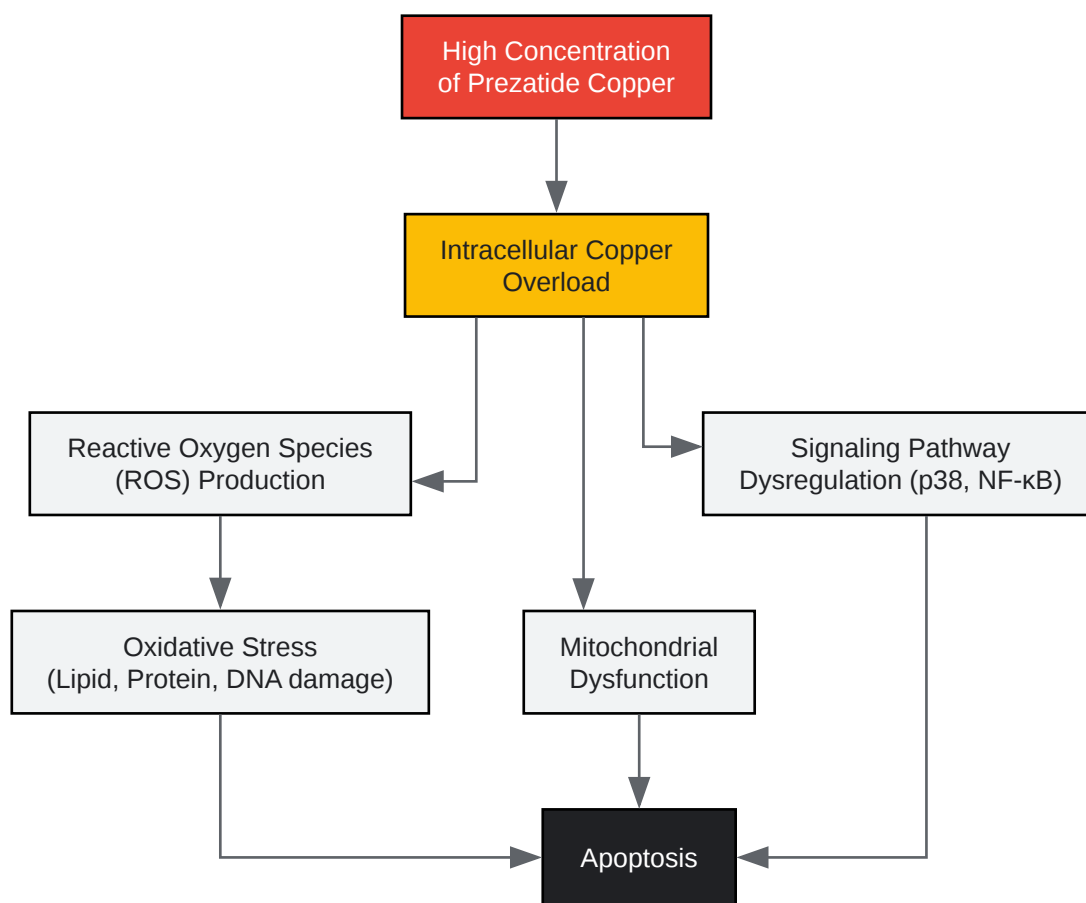 High Concentration
of Prezatide Copper
Intracellular Copper
Overload
Reactive Oxygen Species
(ROS) Production
Signaling Pathway
Dysregulation (p38, NF-κB)
Oxidative Stress
(Lipid, Protein, DNA damage)
Mitochondrial
Dysfunction
Apoptosis